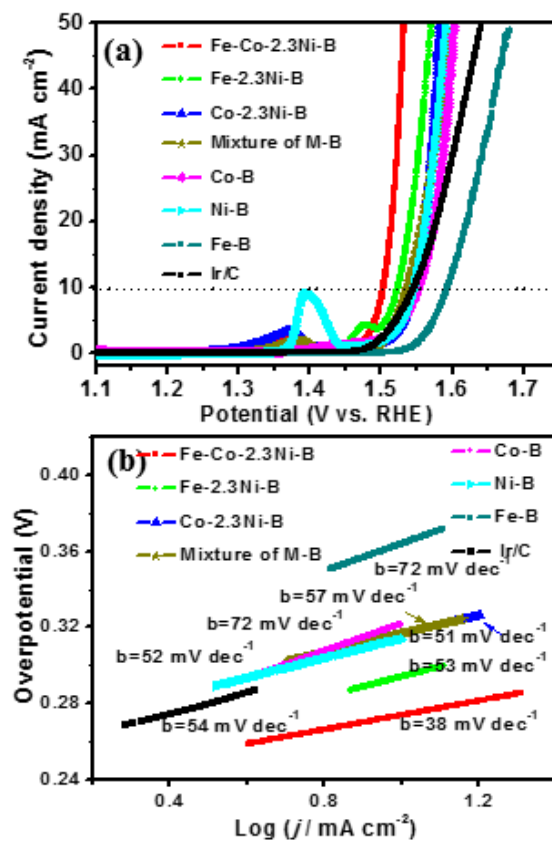 (a)
Fe-Co-2.3Ni-B
Fe-2.3Ni-B
Co-2.3Ni-B
Mixture of M-B
Co-B
Ni-B
Fe-B
Ir/C
Current density (mA cm-2)
50
40
30
20
10
0
1.1 1.2 1.3 1.4 1.5 1.6 1.7
Potential (V vs. RHE)
(b)
Fe-Co-2.3Ni-B
Fe-2.3Ni-B
Co-2.3Ni-B
Mixture of M-B
Co-B
Ni-B
Fe-B
Ir/C
b=72 mV dec-1
b=57 mV dec-1
b=72 mV dec-1
b=51 mV dec-1
b=52 mV dec-1
b=53 mV dec-1
b=54 mV dec-1
b=38 mV dec-1
Overpotential (V)
0.40
0.36
0.32
0.28
0.24
0.4 0.8 1.2
Log (j / mA cm-2)